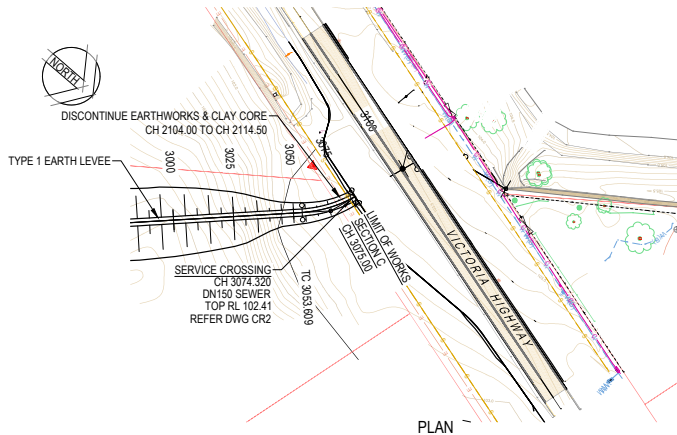 NORTH
DISCONTINUE EARTHWORKS & CLAY CORE
CH 2104.00 TO CH 2114.50
TYPE 1 EARTH LEVEE
3000
3025
3050
3075
3100
LIMIT OF WORKS
SECTION C
CH 3075.00
SERVICE CROSSING
CH 3074.320
DN150 SEWER
TOP RL 102.41
REFER DWG CR2
TC 3053.609
VICTORIA HIGHWAY
PLAN